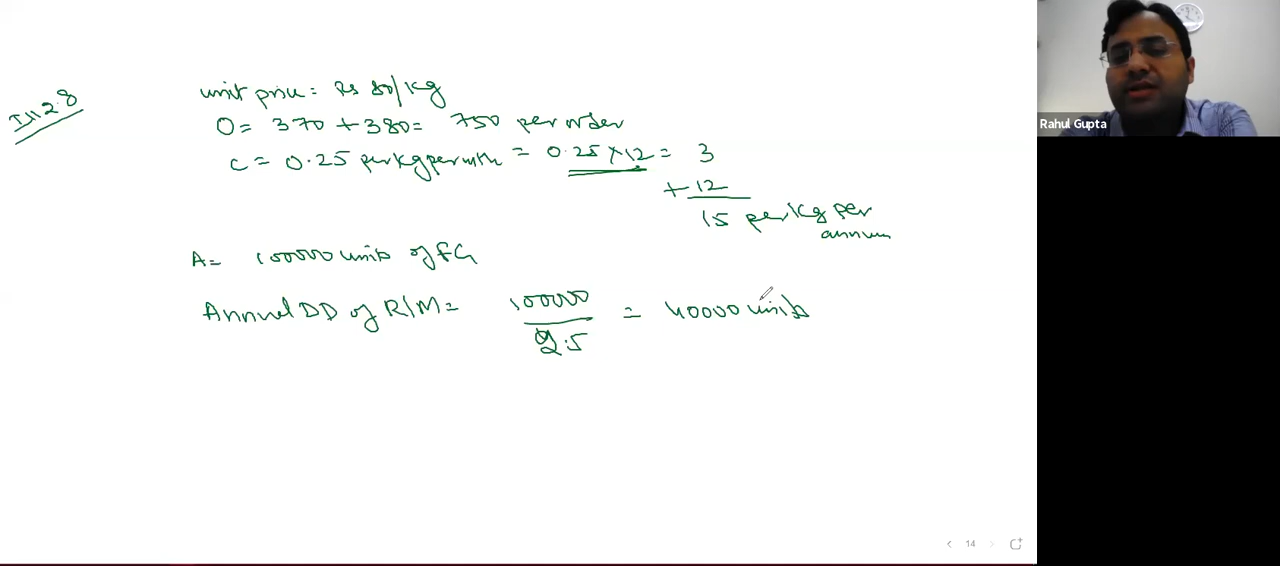 Ill 2.8
unit price = Rs 80/kg
O = 370 + 380 = 750 per order
C = 0.25 per kg per mth = 0.25 × 12 = 3
+ 12
15 per kg per
annum
A = 100000 units of FG
Annual DD of R/M = 100000 / 2.5 = 40000 units
Rahul Gupta
14